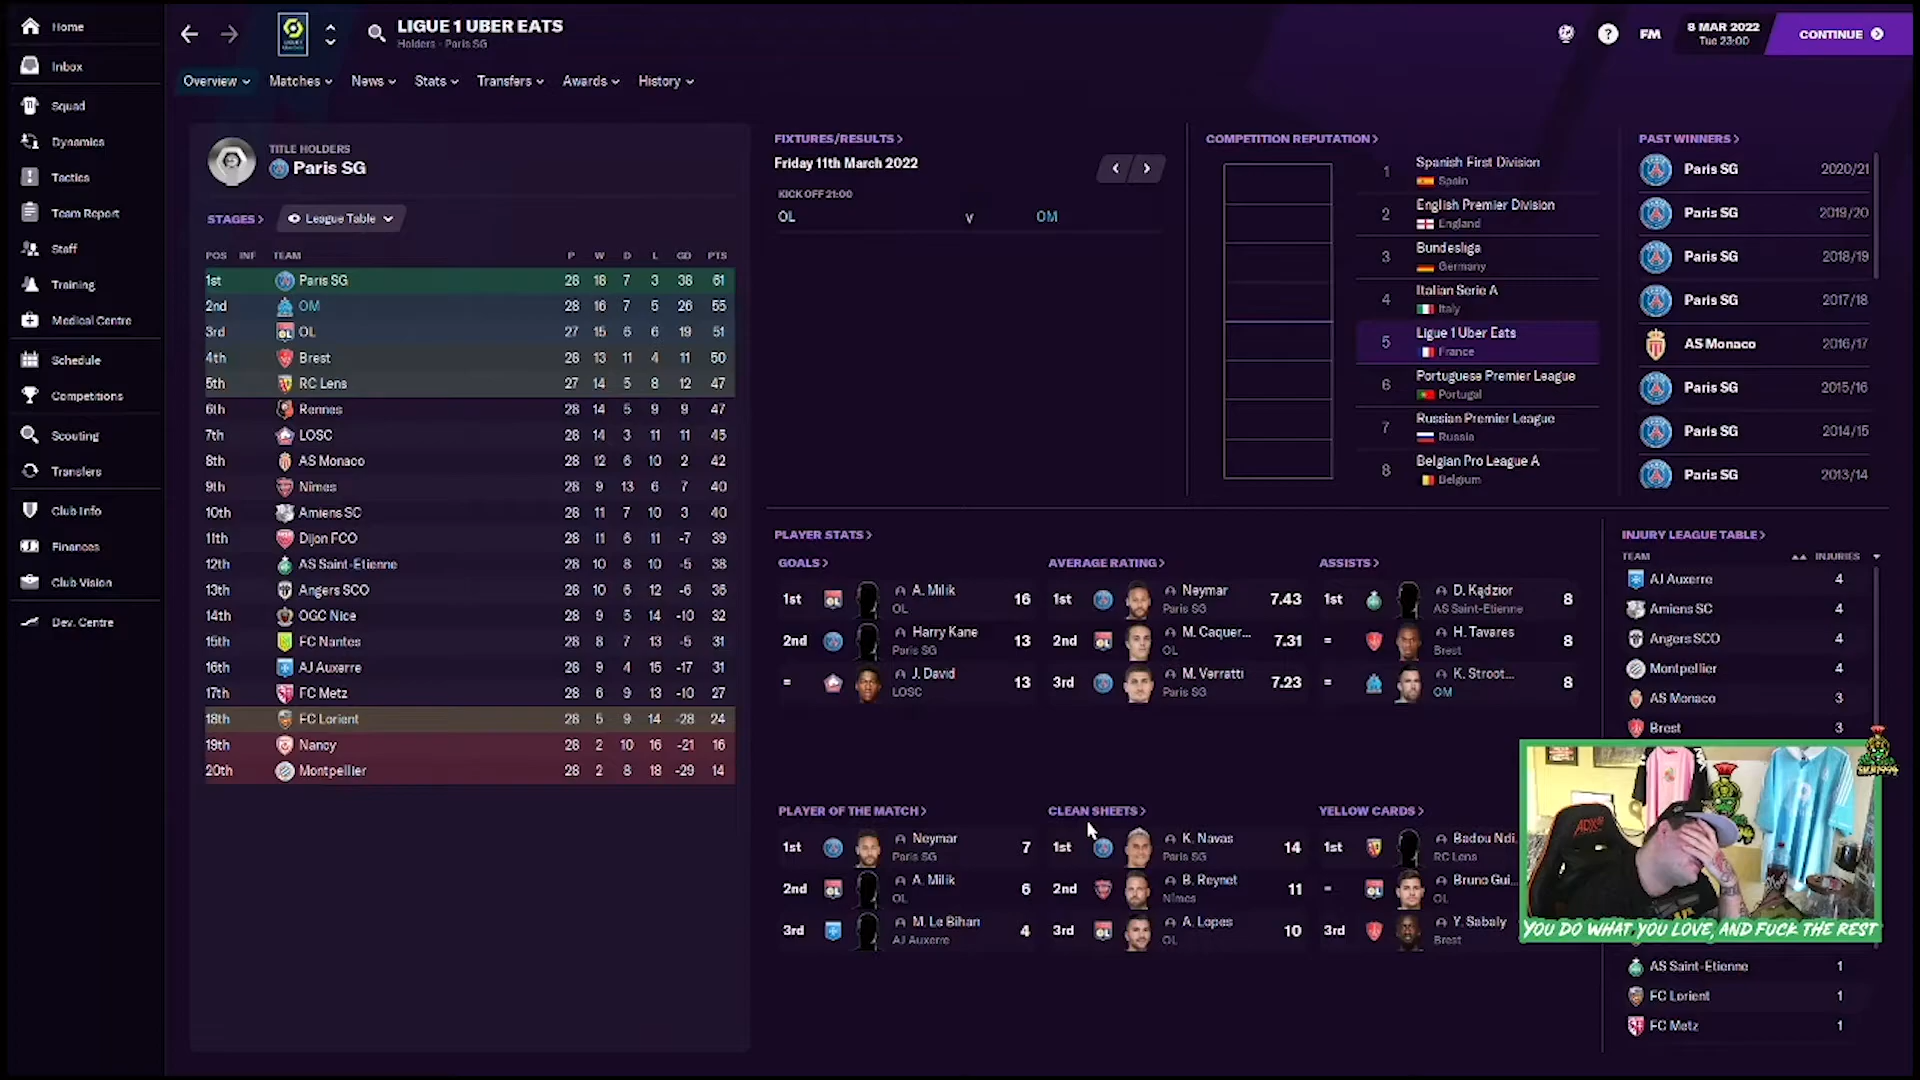 Home
Inbox
Squad
Dynamics
Tactics
Team Report
Staff
Training
Medical Centre
Schedule
Competitions
Scouting
Transfers
Club Info
Finances
Club Vision
Dev. Centre
LIGUE 1 UBER EATS
Holders - Paris SG
FM
8 MAR 2022
Tue 23:00
CONTINUE
Overview Matches News Stats Transfers Awards History
TITLE HOLDERS
Paris SG
STAGES > League Table
POS INF TEAM P W D L GD PTS
1st Paris SG 28 18 7 3 38 61
2nd OM 28 16 7 5 26 55
3rd OL 27 15 6 6 19 51
4th Brest 28 13 11 4 11 50
5th RC Lens 27 14 5 8 12 47
6th Rennes 28 14 5 9 9 47
7th LOSC 28 14 3 11 11 45
8th AS Monaco 28 12 6 10 2 42
9th Nîmes 28 9 13 6 7 40
10th Amiens SC 28 11 7 10 3 40
11th Dijon FCO 28 11 6 11 -7 39
12th AS Saint-Etienne 28 10 8 10 -5 38
13th Angers SCO 28 10 6 12 -6 36
14th OGC Nice 28 9 5 14 -10 32
15th FC Nantes 28 8 7 13 -5 31
16th AJ Auxerre 28 9 4 15 -17 31
17th FC Metz 28 6 9 13 -10 27
18th FC Lorient 28 5 9 14 -28 24
19th Nancy 28 2 10 16 -21 16
20th Montpellier 28 2 8 18 -29 14
FIXTURES/RESULTS >
Friday 11th March 2022
KICK OFF 21:00
OL v OM
COMPETITION REPUTATION >
1 Spanish First Division
Spain
2 English Premier Division
England
3 Bundesliga
Germany
4 Italian Serie A
Italy
5 Ligue 1 Uber Eats
France
6 Portuguese Premier League
Portugal
7 Russian Premier League
Russia
8 Belgian Pro League A
Belgium
PAST WINNERS >
Paris SG 2020/21
Paris SG 2019/20
Paris SG 2018/19
Paris SG 2017/18
AS Monaco 2016/17
Paris SG 2015/16
Paris SG 2014/15
Paris SG 2013/14
PLAYER STATS >
GOALS >
1st A. Milik 16
OL
2nd Harry Kane 13
Paris SG
= J. David 13
LOSC
AVERAGE RATING >
1st Neymar 7.43
Paris SG
2nd M. Caquer... 7.31
OL
3rd M. Verratti 7.23
Paris SG
ASSISTS >
1st D. Kądzior 8
AS Saint-Etienne
= H. Tavares 8
Brest
= K. Stroot... 8
OM
INJURY LEAGUE TABLE >
TEAM INJURIES
AJ Auxerre 4
Amiens SC 4
Angers SCO 4
Montpellier 4
AS Monaco 3
Brest 3
AS Saint-Etienne 1
FC Lorient 1
FC Metz 1
PLAYER OF THE MATCH >
1st Neymar 7
Paris SG
2nd A. Milik 6
OL
3rd M. Le Bihan 4
AJ Auxerre
CLEAN SHEETS >
1st K. Navas 14
Paris SG
2nd B. Reynet 11
Nîmes
3rd A. Lopes 10
OL
YELLOW CARDS >
1st Badou Ndi.
RC Lens
= Bruno Gui...
OL
3rd Y. Sabaly
Brest
YOU DO WHAT YOU LOVE, AND FUCK THE REST